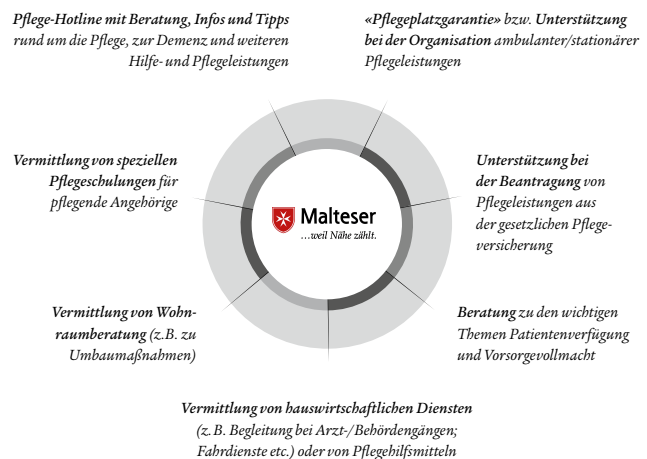 Pflege-Hotline mit Beratung, Infos und Tipps
rund um die Pflege, zur Demenz und weiteren
Hilfe- und Pflegeleistungen
«Pflegeplatzgarantie» bzw. Unterstützung
bei der Organisation ambulanter/stationärer
Pflegeleistungen
Vermittlung von speziellen
Pflegeschulungen für
pflegende Angehörige
Malteser
…weil Nähe zählt.
Unterstützung bei
der Beantragung von
Pflegeleistungen aus
der gesetzlichen Pflege-
versicherung
Vermittlung von Wohn-
raumberatung (z.B. zu
Umbaumaßnahmen)
Beratung zu den wichtigen
Themen Patientenverfügung
und Vorsorgevollmacht
Vermittlung von hauswirtschaftlichen Diensten
(z.B. Begleitung bei Arzt-/Behördengängen;
Fahrdienste etc.) oder von Pflegehilfsmitteln